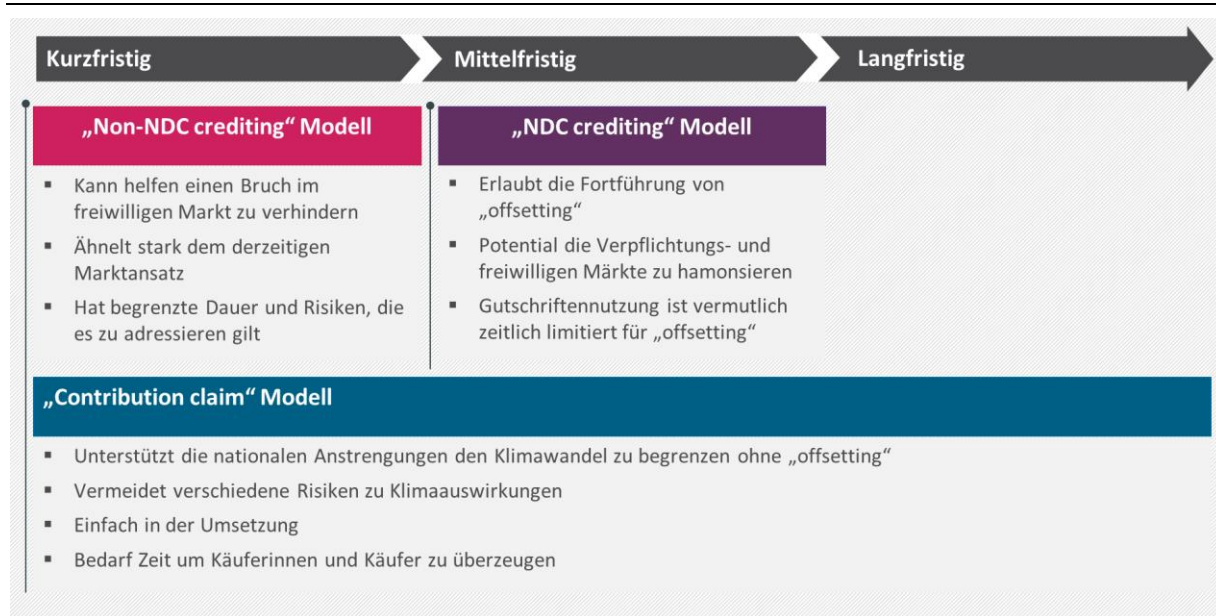 Kurzfristig
Mittelfristig
Langfristig
„Non-NDC crediting“ Modell
Kann helfen einen Bruch im
freiwilligen Markt zu verhindern
Ähnelt stark dem derzeitigen
Marktansatz
Hat begrenzte Dauer und Risiken, die
es zu adressieren gilt
„NDC crediting“ Modell
Erlaubt die Fortführung von
„offsetting“
Potential die Verpflichtungs- und
freiwilligen Märkte zu hamonsieren
Gutschriftennutzung ist vermutlich
zeitlich limitiert für „offsetting“
„Contribution claim“ Modell
Unterstützt die nationalen Anstrengungen den Klimawandel zu begrenzen ohne „offsetting“
Vermeidet verschiedene Risiken zu Klimaauswirkungen
Einfach in der Umsetzung
Bedarf Zeit um Käuferinnen und Käufer zu überzeugen